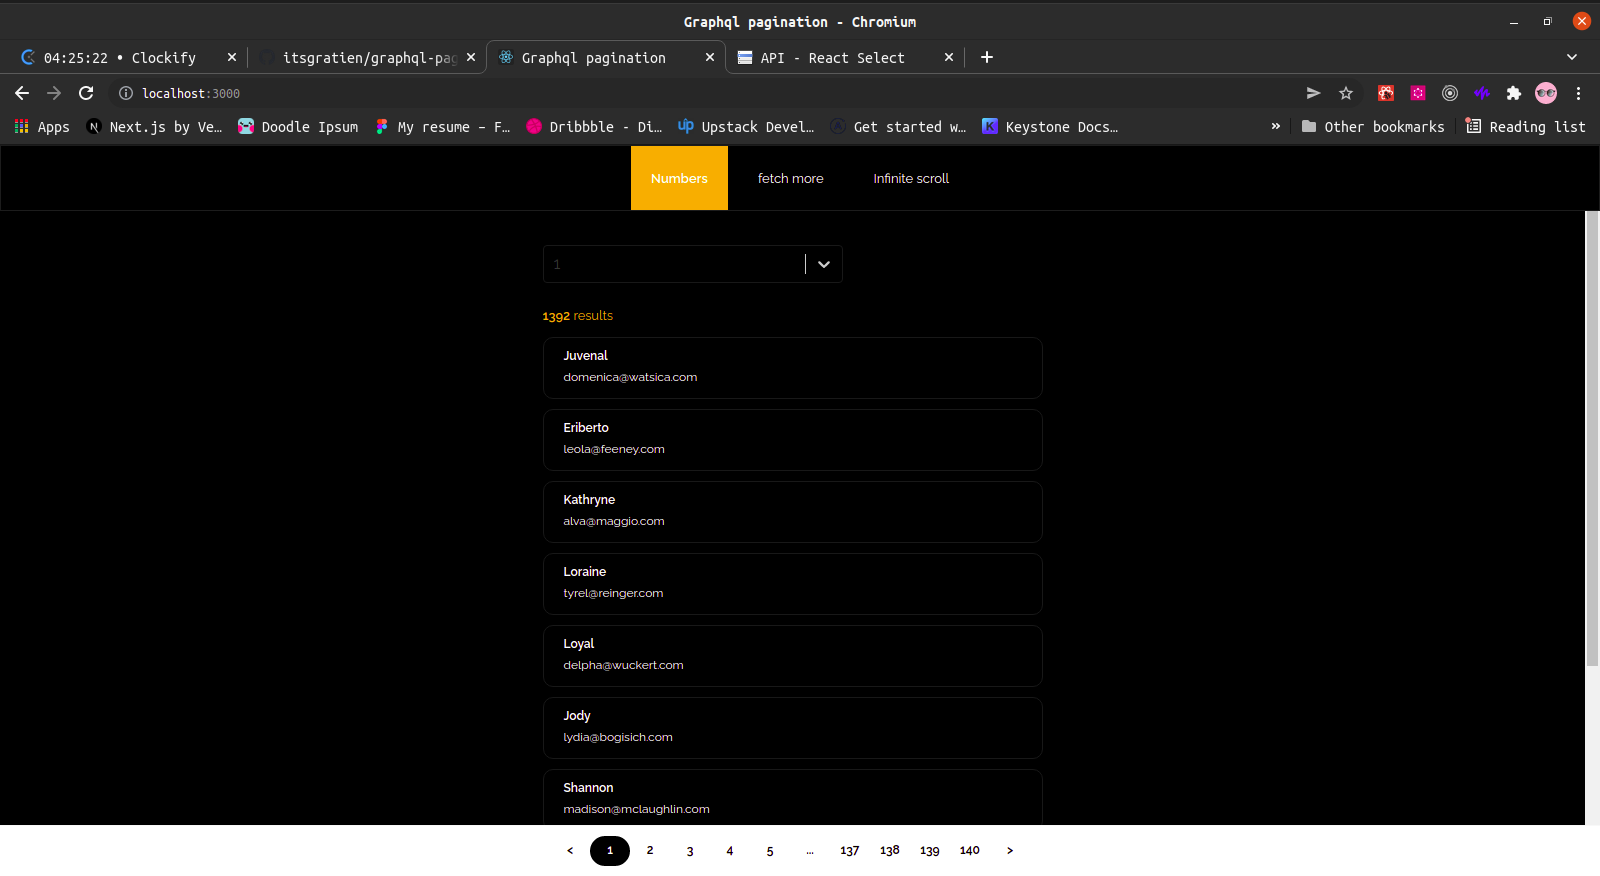 Graphql pagination - Chromium
04:25:22 • Clockify
itsgratien/graphql-pag
Graphql pagination
API - React Select
localhost:3000
Apps
Next.js by Ve…
Doodle Ipsum
My resume – F…
Dribbble - Di…
Upstack Devel…
Get started w…
Keystone Docs…
»
Other bookmarks
Reading list
Numbers
fetch more
Infinite scroll
1
1392 results
Juvenal
domenica@watsica.com
Eriberto
leola@feeney.com
Kathryne
alva@maggio.com
Loraine
tyrel@reinger.com
Loyal
delpha@wuckert.com
Jody
lydia@bogisich.com
Shannon
madison@mclaughlin.com
< 1 2 3 4 5 ... 137 138 139 140 >